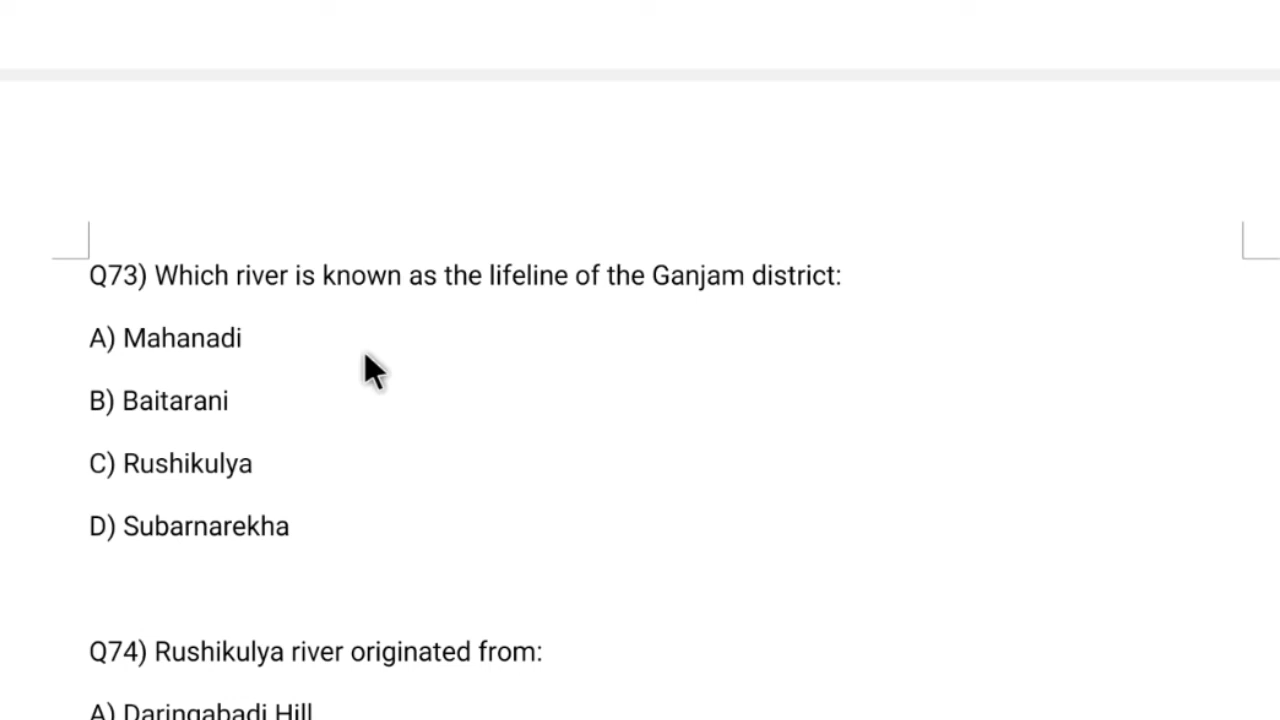 Q73) Which river is known as the lifeline of the Ganjam district:
A) Mahanadi
B) Baitarani
C) Rushikulya
D) Subarnarekha
Q74) Rushikulya river originated from:
A) Daringabadi Hill